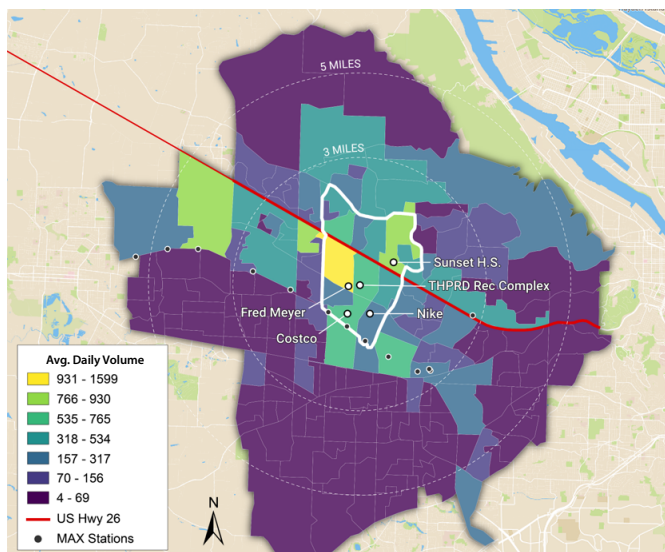 5 MILES
3 MILES
Sunset H.S.
THPRD Rec Complex
Fred Meyer
Nike
Costco
Avg. Daily Volume
931 - 1599
766 - 930
535 - 765
318 - 534
157 - 317
70 - 156
4 - 69
US Hwy 26
MAX Stations
N